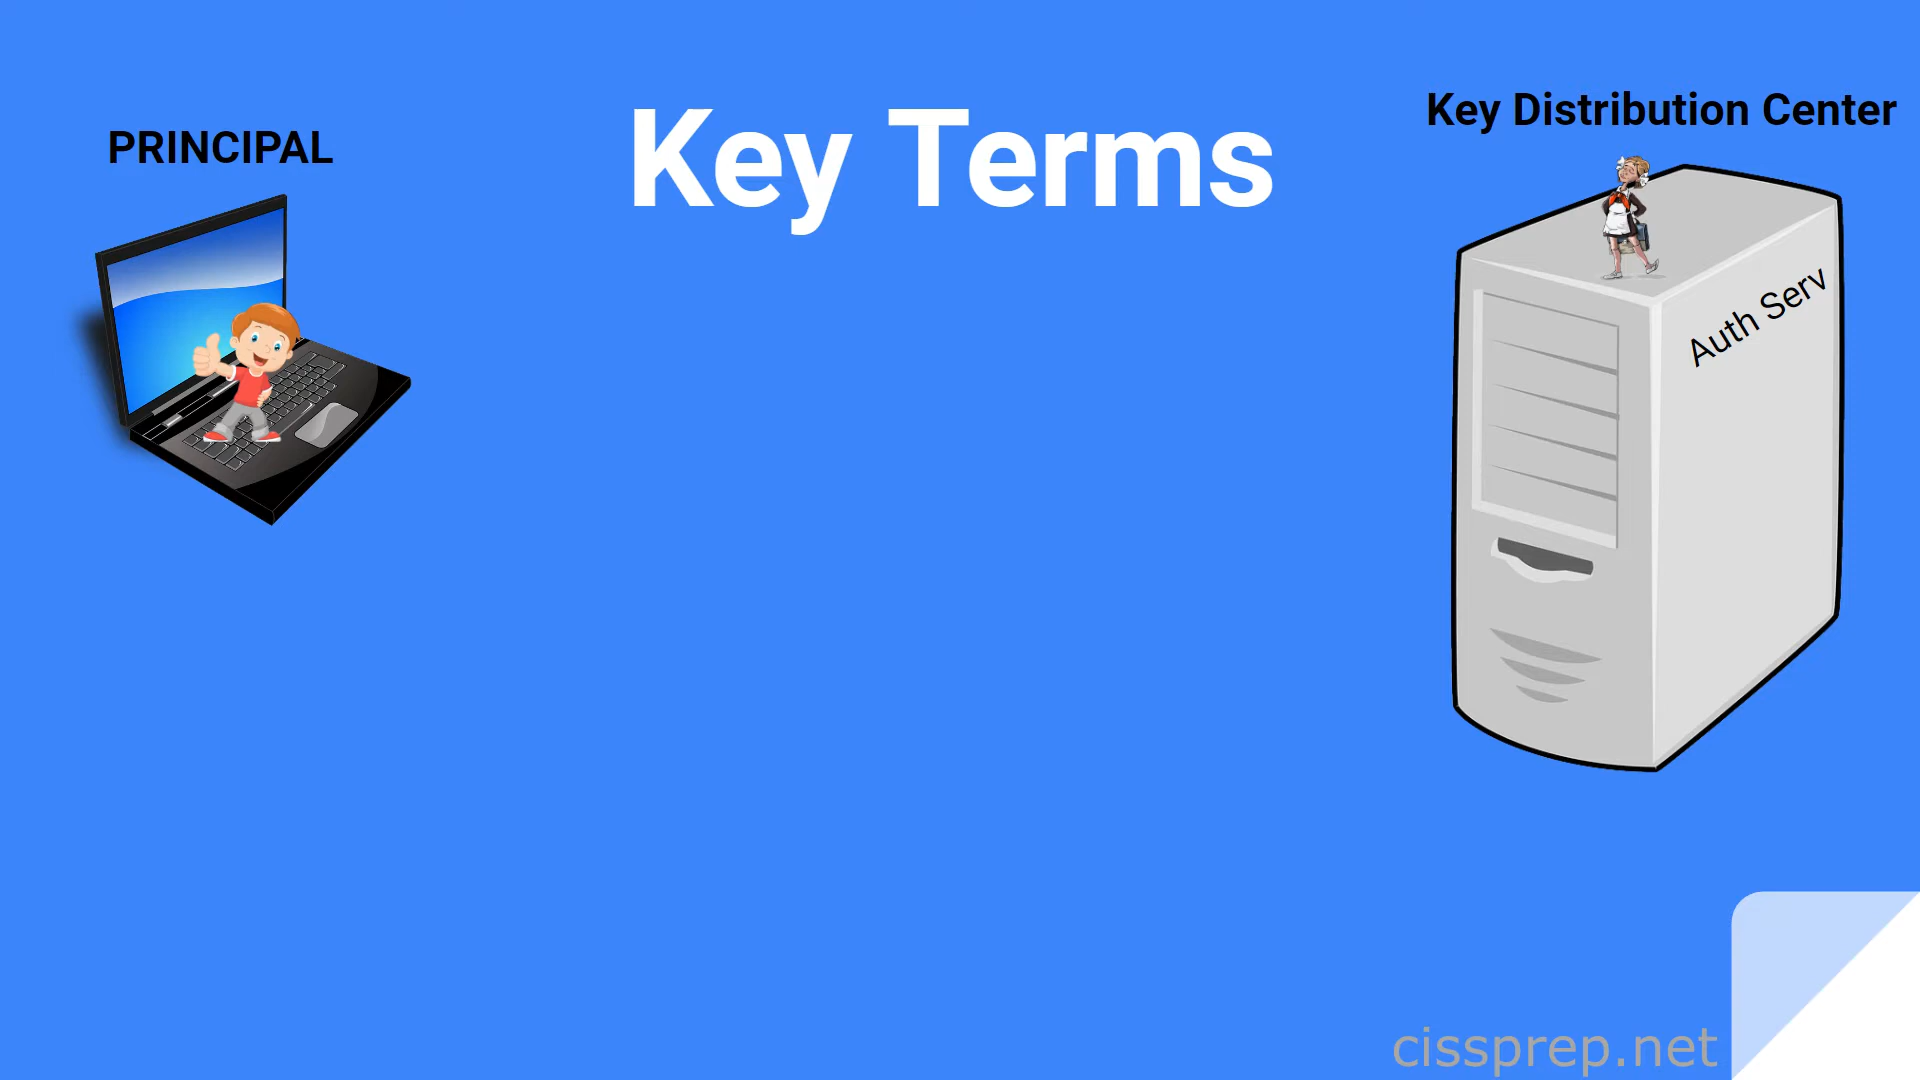 Key Terms
PRINCIPAL
Key Distribution Center
Auth Serv
cissprep.net